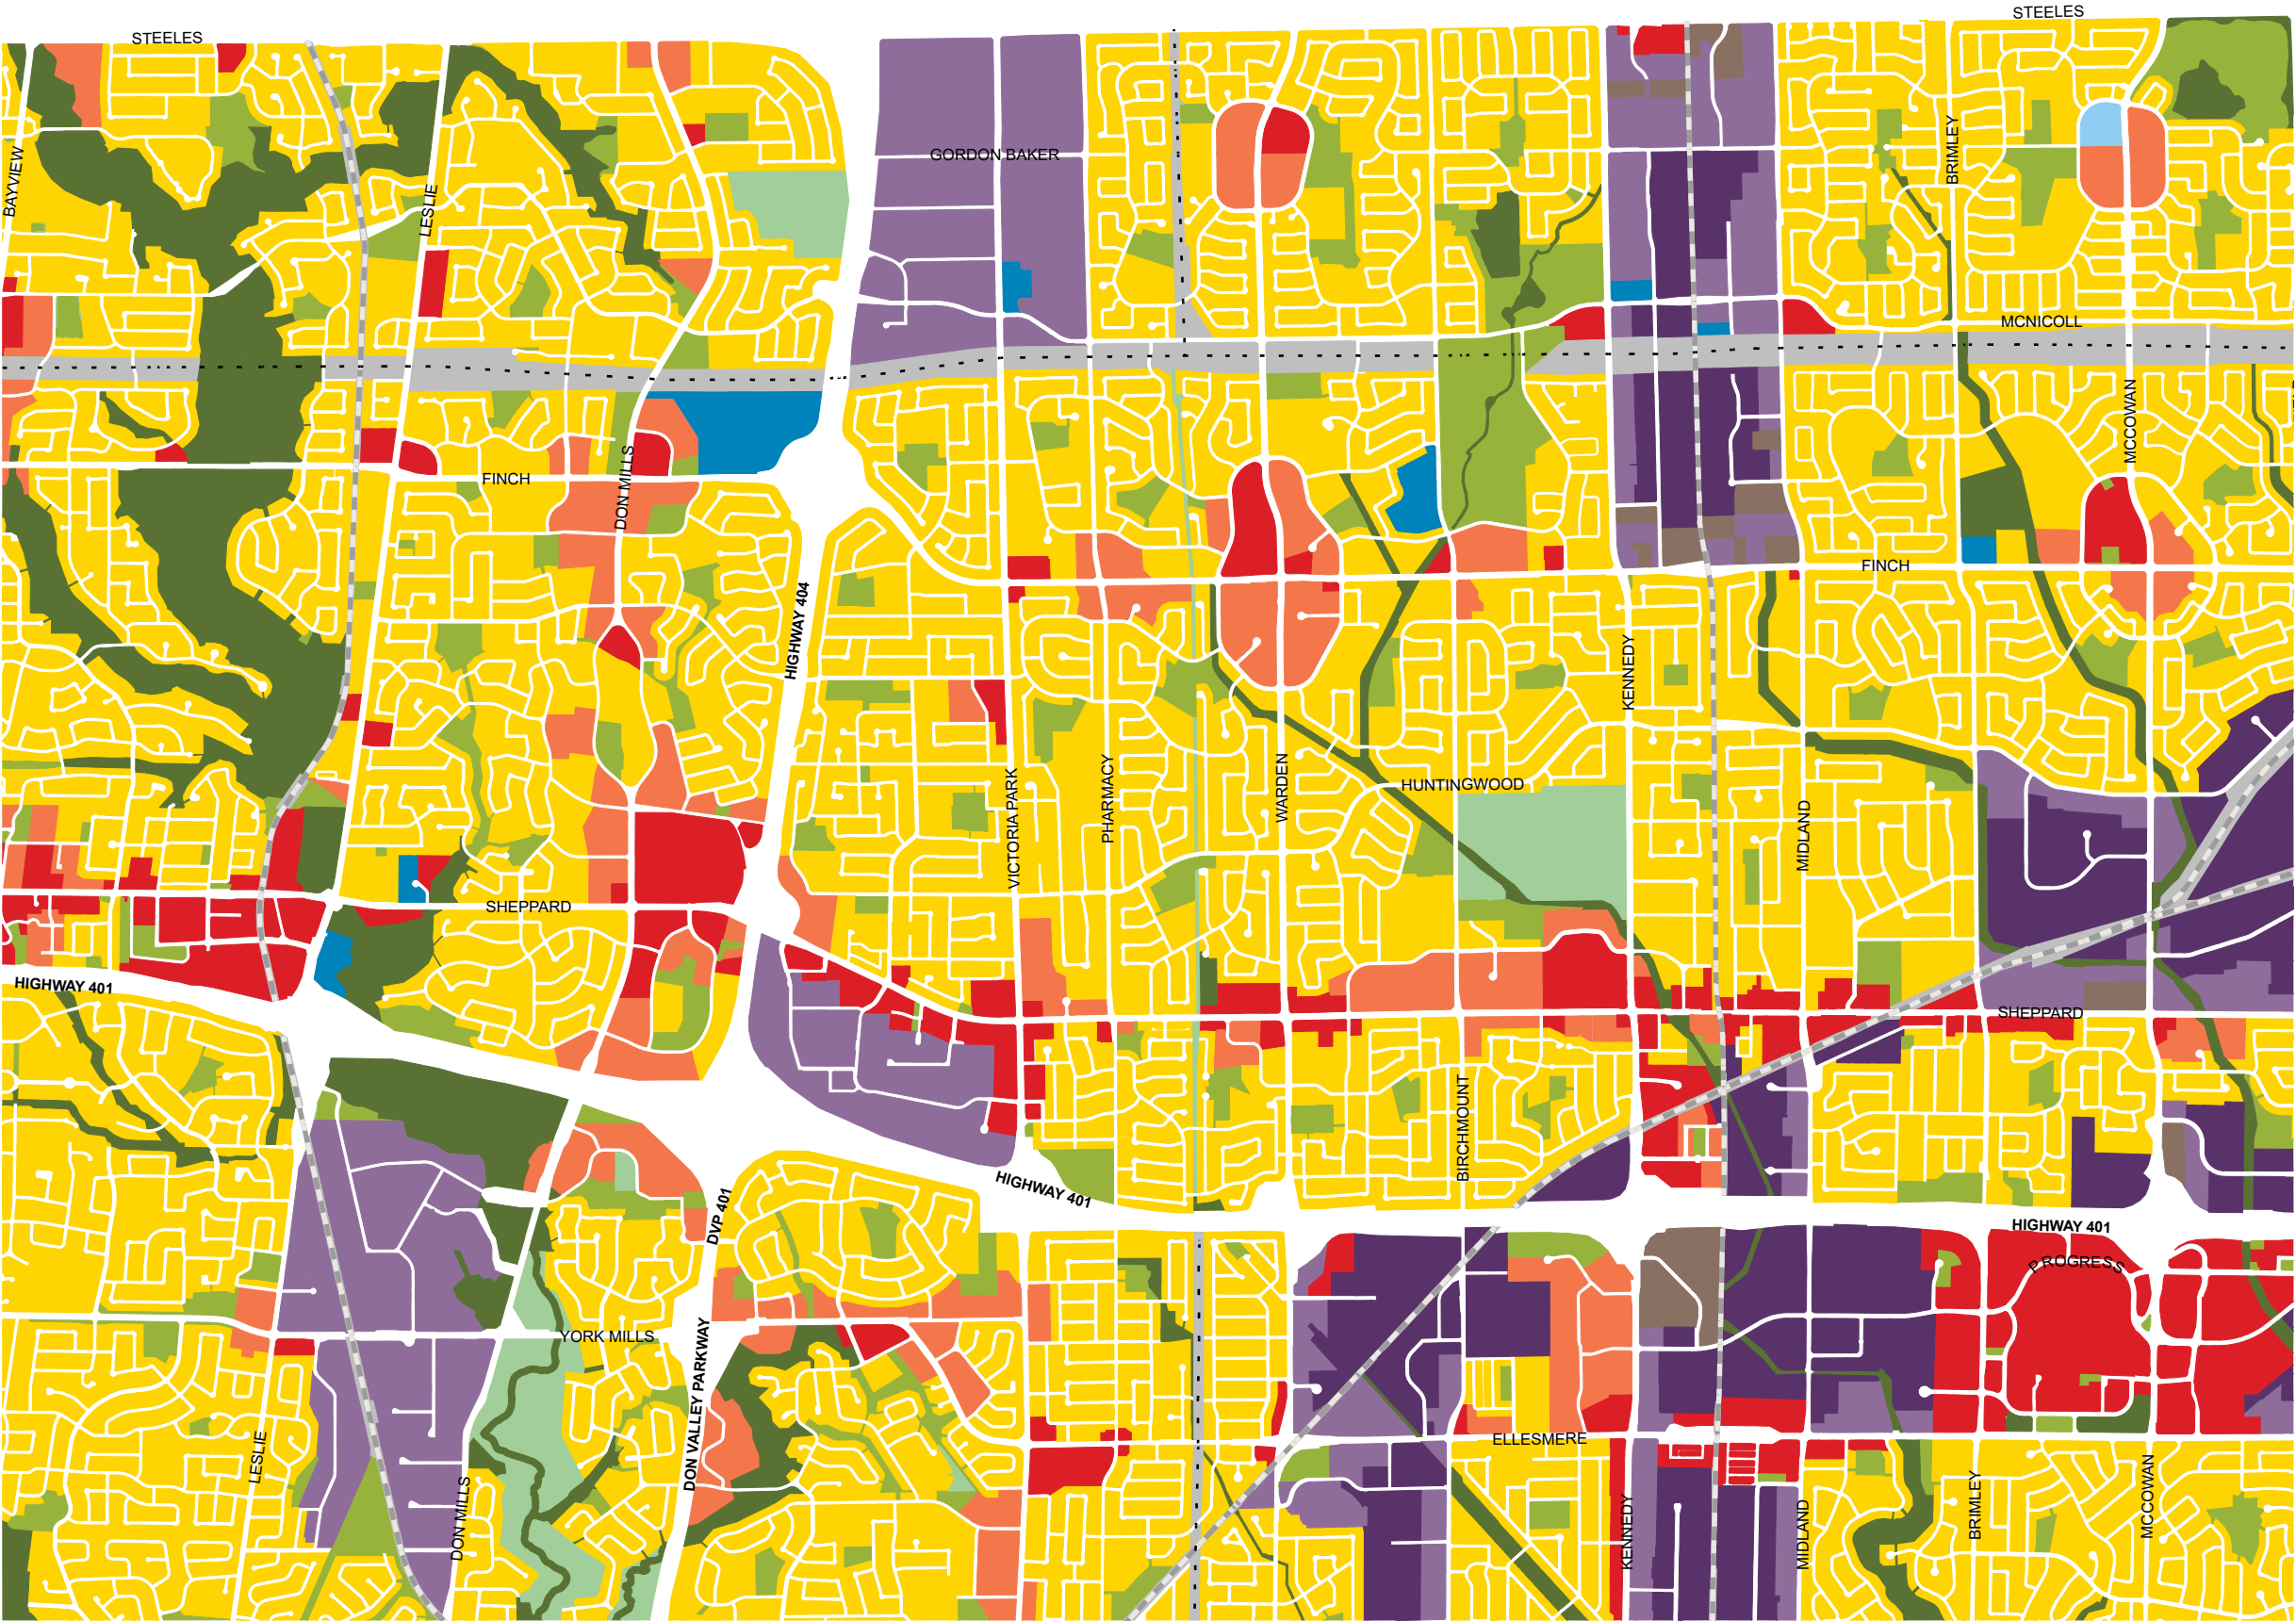 STEELES
STEELES
GORDON BAKER
BAYVIEW
LESLIE
BRIMLEY
MCNICOLL
MCCOWAN
FINCH
DON MILLS
FINCH
HIGHWAY 404
KENNEDY
HUNTINGWOOD
VICTORIA PARK
PHARMACY
WARDEN
MIDLAND
SHEPPARD
HIGHWAY 401
SHEPPARD
BIRCHMOUNT
HIGHWAY 401
DVP 401
HIGHWAY 401
PROGRESS
YORK MILLS
DON VALLEY PARKWAY
ELLESMERE
LESLIE
DON MILLS
KENNEDY
MIDLAND
BRIMLEY
MCCOWAN